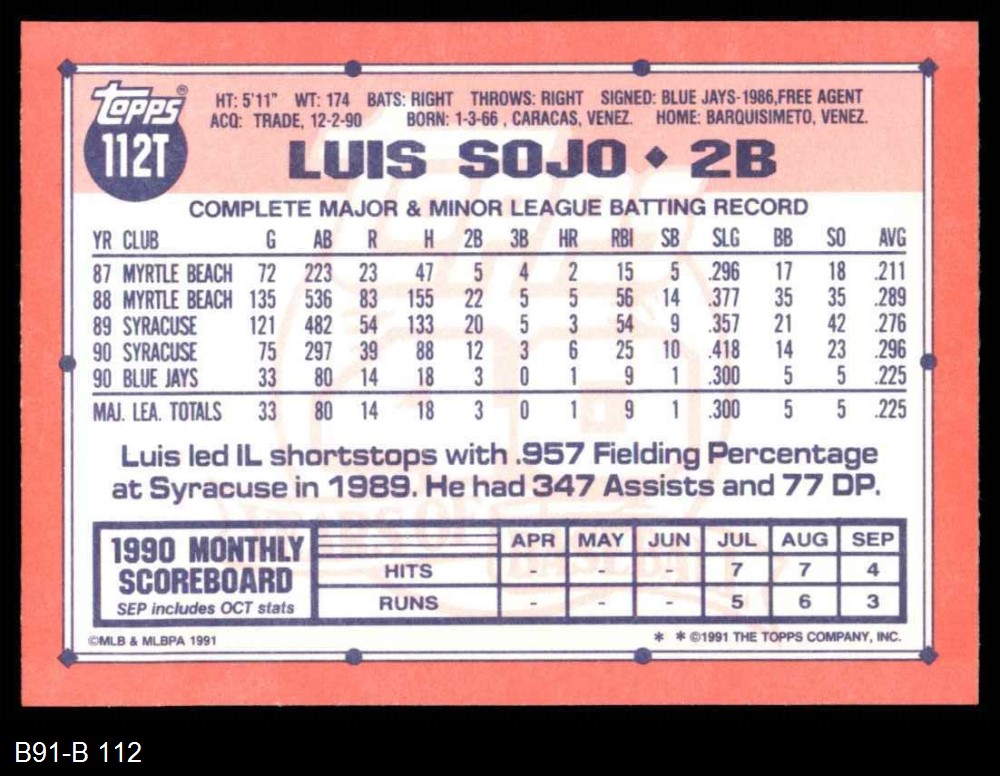 Topps®
112T
HT: 5'11" WT: 174 BATS: RIGHT THROWS: RIGHT SIGNED: BLUE JAYS-1986,FREE AGENT
ACQ: TRADE, 12-2-90 BORN: 1-3-66 , CARACAS, VENEZ. HOME: BARQUISIMETO, VENEZ.
LUIS SOJO ◆ 2B
COMPLETE MAJOR & MINOR LEAGUE BATTING RECORD
YR CLUB G AB R H 2B 3B HR RBI SB SLG BB SO AVG
87 MYRTLE BEACH 72 223 23 47 5 4 2 15 5 .296 17 18 .211
88 MYRTLE BEACH 135 536 83 155 22 5 5 56 14 .377 35 35 .289
89 SYRACUSE 121 482 54 133 20 5 3 54 9 .357 21 42 .276
90 SYRACUSE 75 297 39 88 12 3 6 25 10 .418 14 23 .296
90 BLUE JAYS 33 80 14 18 3 0 1 9 1 .300 5 5 .225
MAJ. LEA. TOTALS 33 80 14 18 3 0 1 9 1 .300 5 5 .225
Luis led IL shortstops with .957 Fielding Percentage
at Syracuse in 1989. He had 347 Assists and 77 DP.
1990 MONTHLY
SCOREBOARD
SEP includes OCT stats
APR MAY JUN JUL AUG SEP
HITS - - - 7 7 4
RUNS - - - 5 6 3
©MLB & MLBPA 1991
* * ©1991 THE TOPPS COMPANY, INC.
Topps
40
YEARS OF BASEBALL
B91-B 112